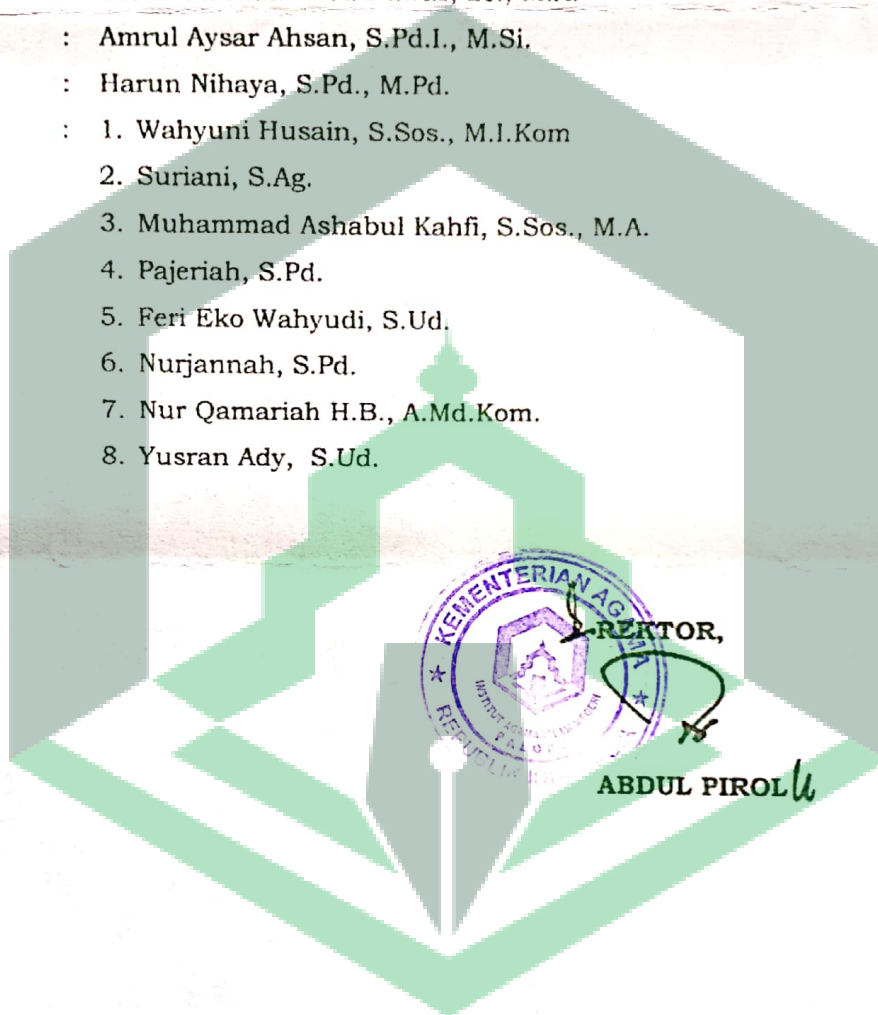 : Amrul Aysar Ahsan, S.Pd.I., M.Si.
: Harun Nihaya, S.Pd., M.Pd.
: 1. Wahyuni Husain, S.Sos., M.I.Kom
2. Suriani, S.Ag.
3. Muhammad Ashabul Kahfi, S.Sos., M.A.
4. Pajeriah, S.Pd.
5. Feri Eko Wahyudi, S.Ud.
6. Nurjannah, S.Pd.
7. Nur Qamariah H.B., A.Md.Kom.
8. Yusran Ady, S.Ud.
KEMENTERIAN AGAMA
REKTOR,
ABDUL PIROL